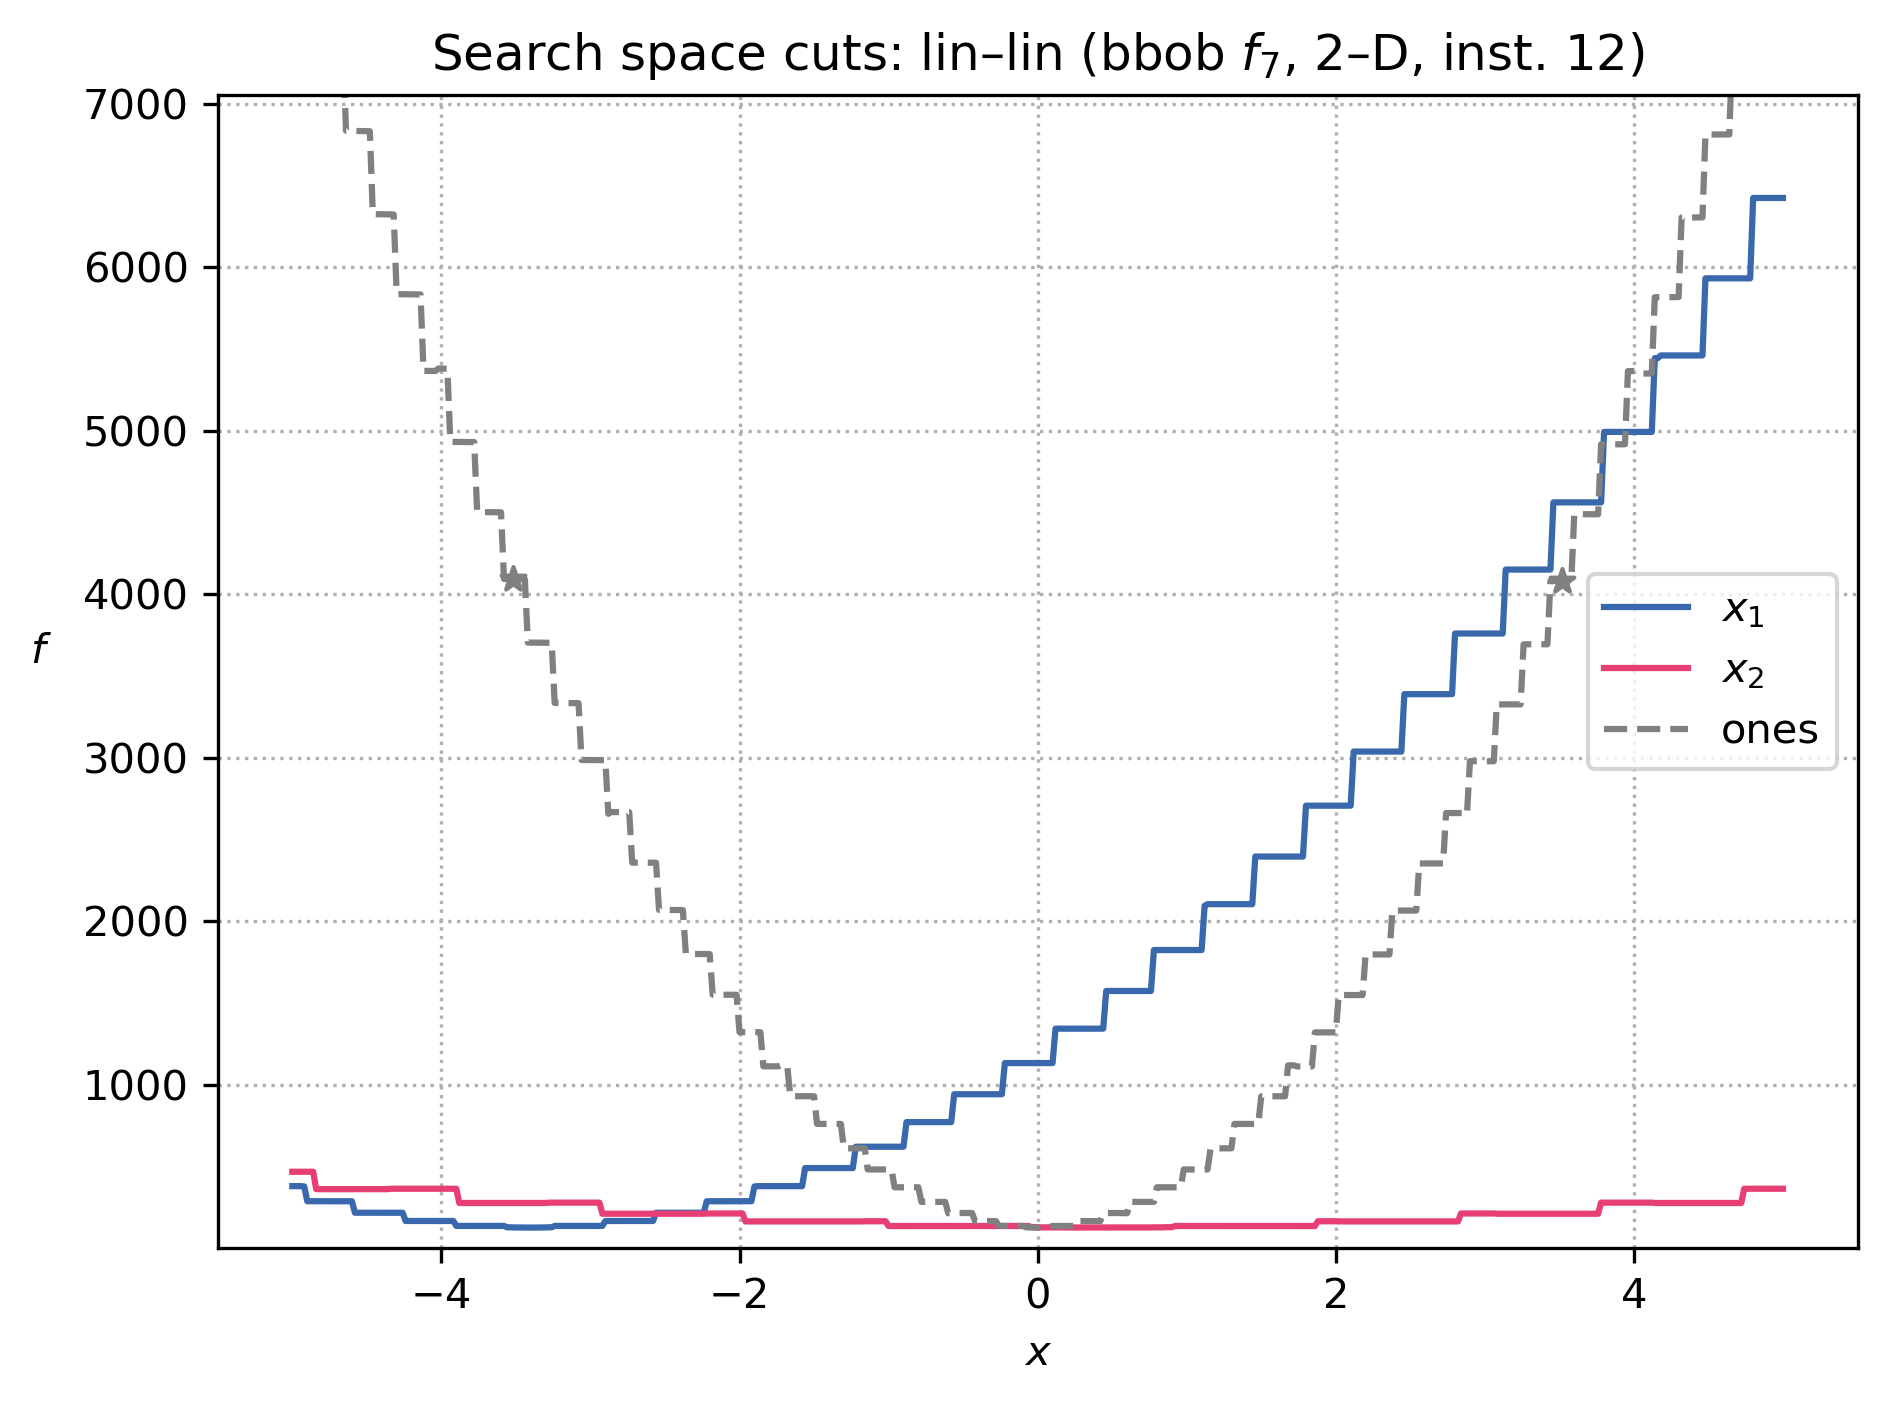 Search space cuts: lin–lin (bbob f₇, 2–D, inst. 12)
7000
6000
5000
4000
3000
2000
1000
f
x₁
x₂
ones
−4
−2
0
2
4
x